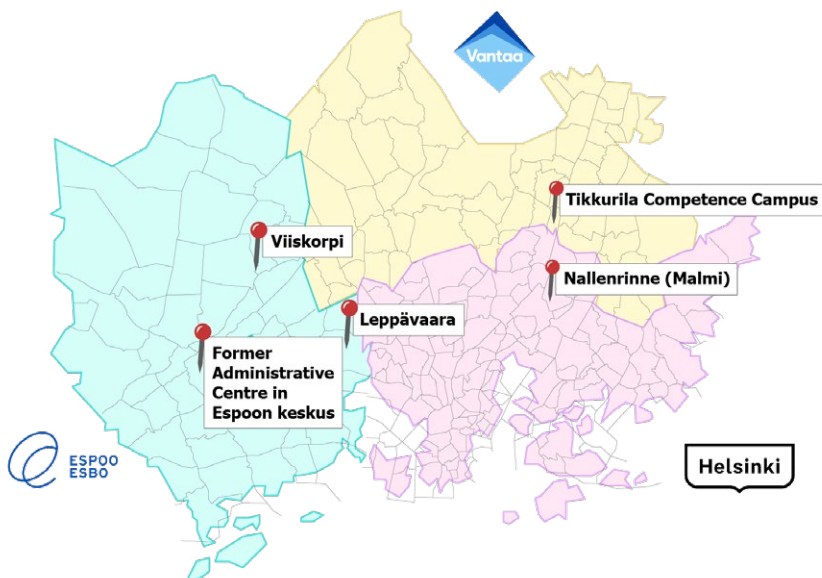 Vantaa
Tikkurila Competence Campus
Viiskorpi
Nallenrinne (Malmi)
Leppävaara
Former
Administrative
Centre in
Espoon keskus
ESPOO
ESBO
Helsinki